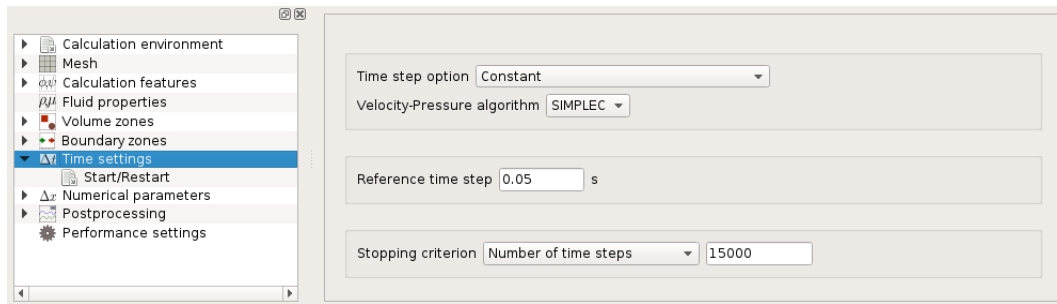 Calculation environment
Mesh
Calculation features
Fluid properties
Volume zones
Boundary zones
Δt Time settings
Start/Restart
Δx Numerical parameters
Postprocessing
Performance settings
Time step option Constant
Velocity-Pressure algorithm SIMPLEC
Reference time step 0.05 s
Stopping criterion Number of time steps 15000